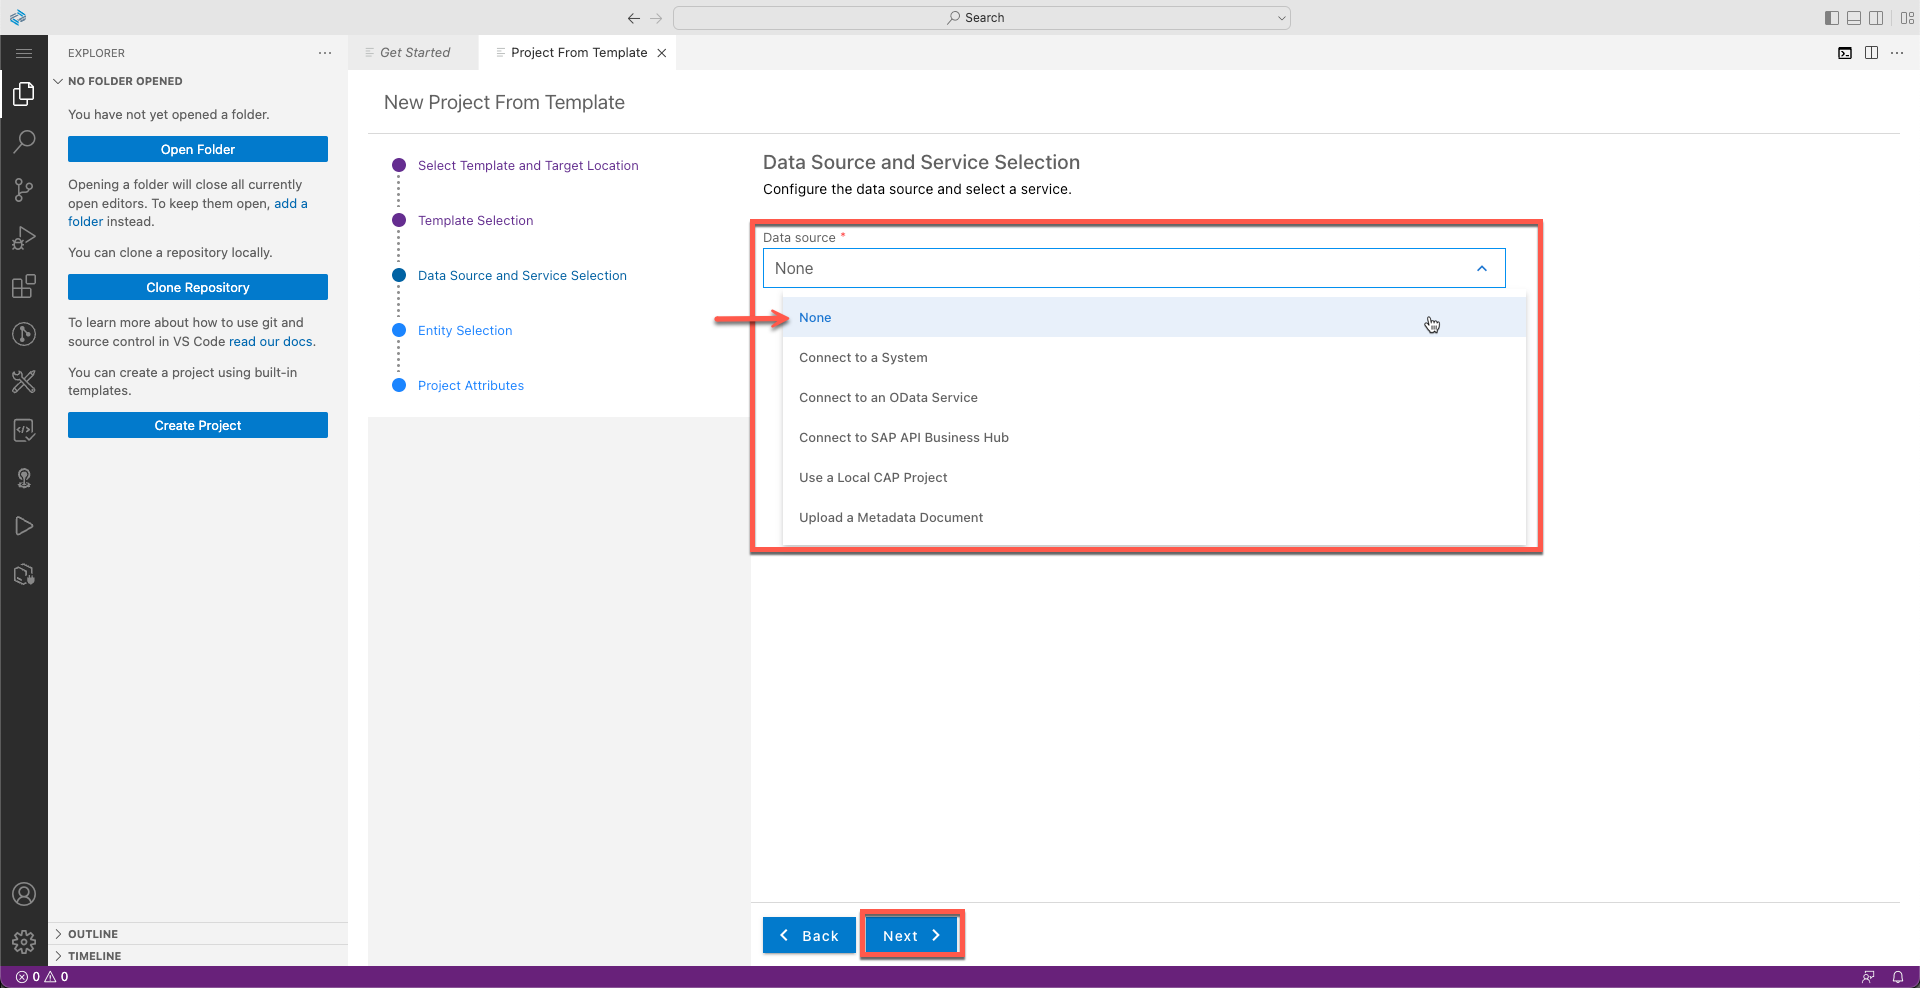 Search
EXPLORER
NO FOLDER OPENED
You have not yet opened a folder.
Open Folder
Opening a folder will close all currently
open editors. To keep them open, add a
folder instead.
You can clone a repository locally.
Clone Repository
To learn more about how to use git and
source control in VS Code read our docs.
You can create a project using built-in
templates.
Create Project
OUTLINE
TIMELINE
Get Started
Project From Template
New Project From Template
Select Template and Target Location
Template Selection
Data Source and Service Selection
Entity Selection
Project Attributes
Data Source and Service Selection
Configure the data source and select a service.
Data source *
None
None
Connect to a System
Connect to an OData Service
Connect to SAP API Business Hub
Use a Local CAP Project
Upload a Metadata Document
Back
Next
0 0